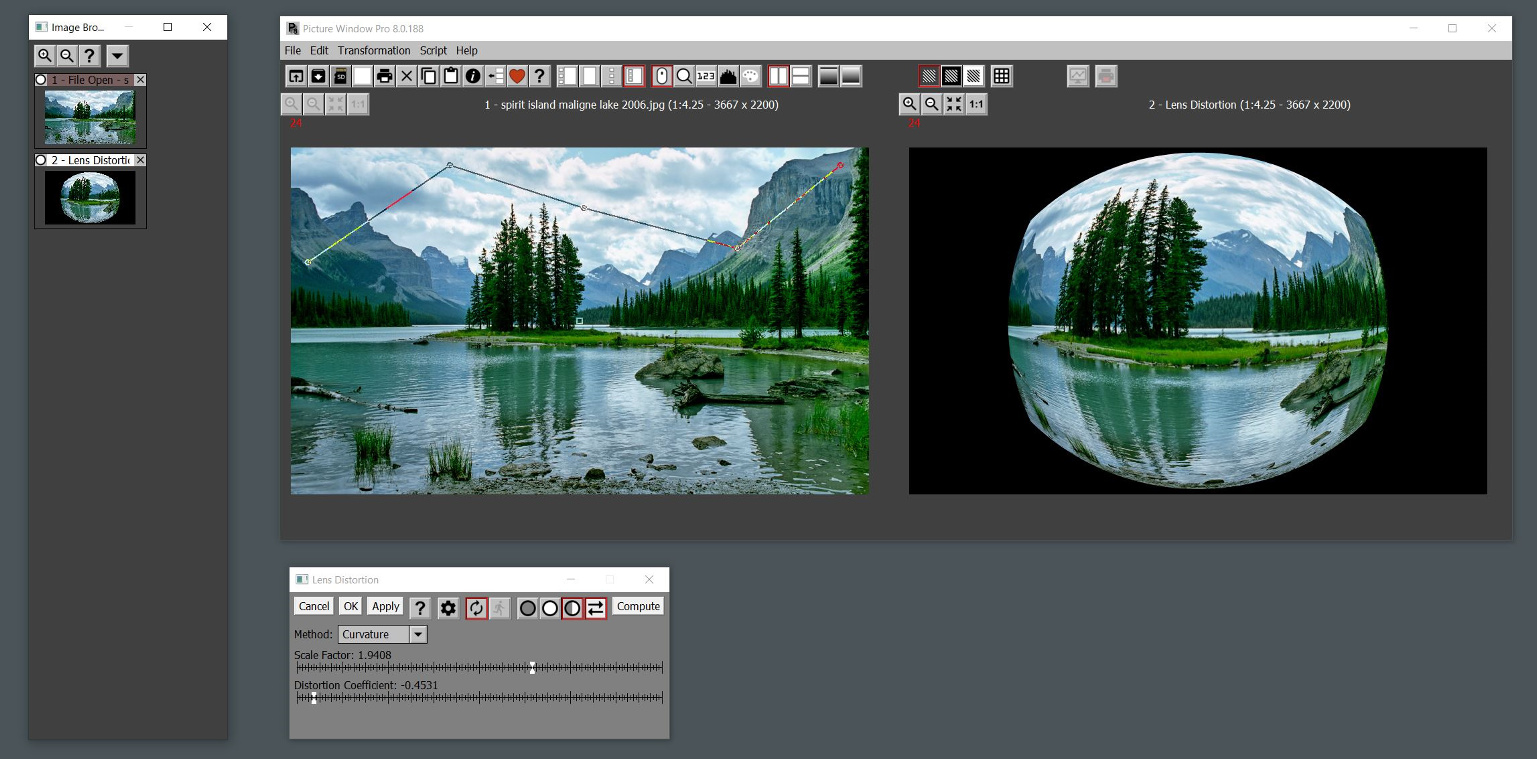 Image Bro...
1 - File Open - s
2 - Lens Distortic
Picture Window Pro 8.0.188
File Edit Transformation Script Help
SD 123
1:1 1 - spirit island maligne lake 2006.jpg (1:4.25 - 3667 x 2200)
1:1 2 - Lens Distortion (1:4.25 - 3667 x 2200)
24
24
Lens Distortion
Cancel OK Apply ? Compute
Method: Curvature
Scale Factor: 1.9408
Distortion Coefficient: -0.4531